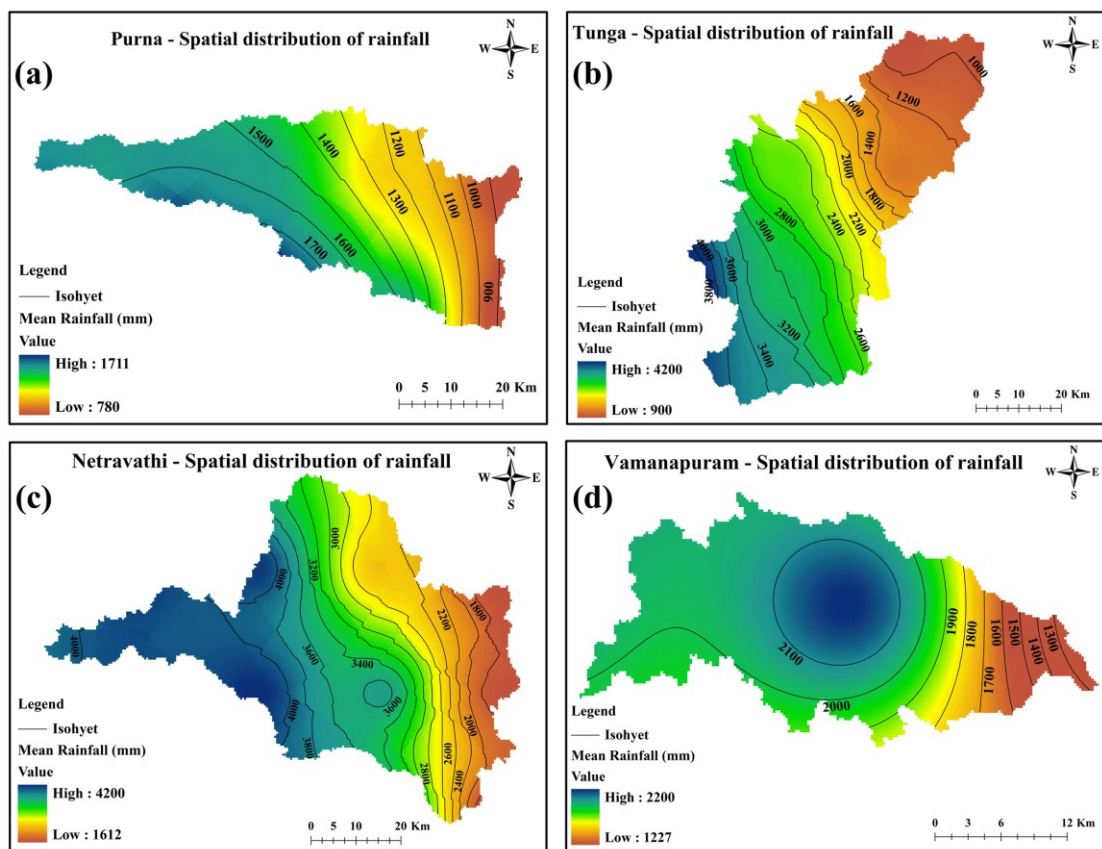 Purna - Spatial distribution of rainfall
(a)
N
W E
S
1500
1400
1200
1000
1300
1100
1600
1700
900
Legend
Isohyet
Mean Rainfall (mm)
Value
High : 1711
Low : 780
0 5 10 20 Km
Tunga - Spatial distribution of rainfall
(b)
N
W E
S
1000
1200
1600
1400
2000
1800
2800
2400
2200
3000
4000
3600
3800
3200
2600
3400
Legend
Isohyet
Mean Rainfall (mm)
Value
High : 4200
Low : 900
0 5 10 20 Km
Netravathi - Spatial distribution of rainfall
(c)
N
W E
S
3000
3200
4000
2200
1800
4000
3600
3400
3600
4000
2000
3800
2600
2800
2400
Legend
Isohyet
Mean Rainfall (mm)
Value
High : 4200
Low : 1612
0 5 10 20 Km
Vamanapuram - Spatial distribution of rainfall
(d)
N
W E
S
1900
1800
1600
1500
1400
1300
2100
1700
2000
Legend
Isohyet
Mean Rainfall (mm)
Value
High : 2200
Low : 1227
0 3 6 12 Km